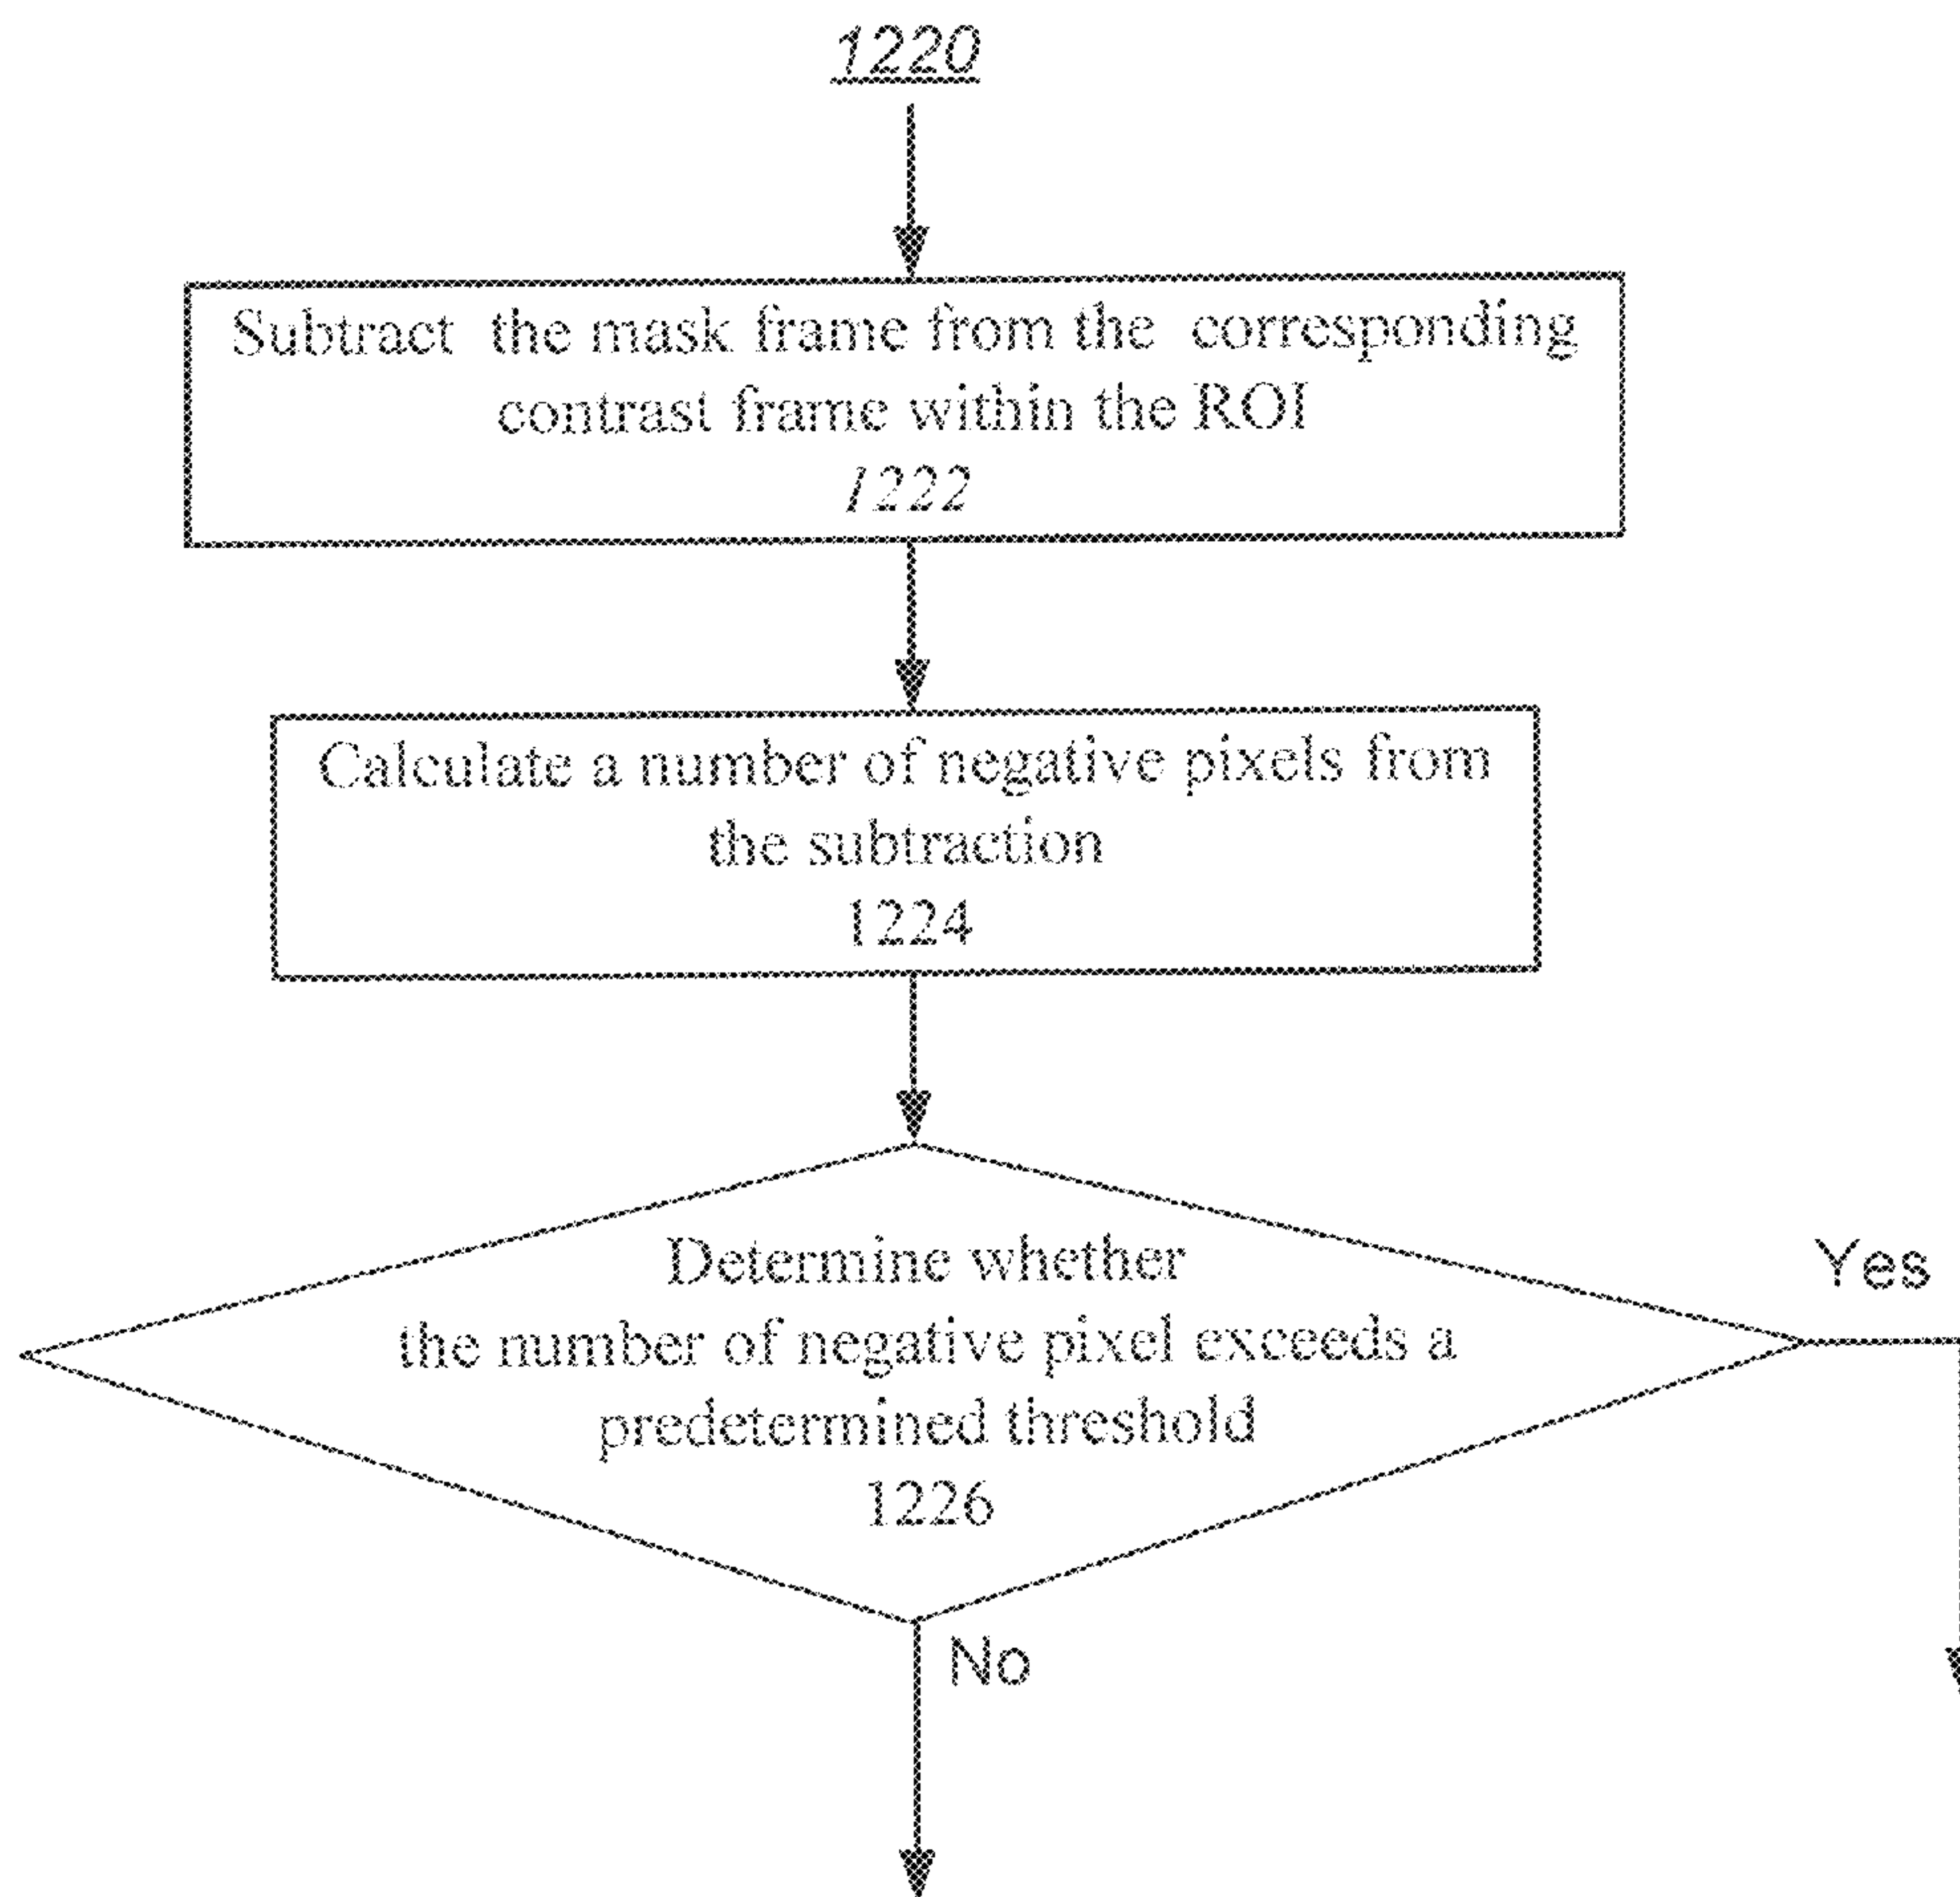 1220
Subtract the mask frame from the corresponding
contrast frame within the ROI
1222
Calculate a number of negative pixels from
the subtraction
1224
Determine whether
the number of negative pixel exceeds a
predetermined threshold
1226
Yes
No